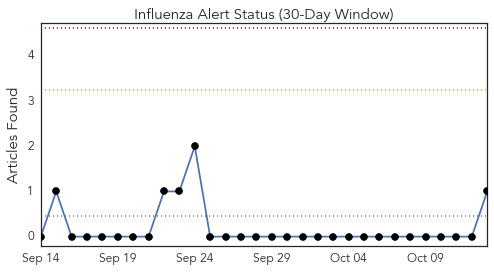 Influenza Alert Status (30-Day Window)
Articles Found
4
3
2
1
0
Sep 14 Sep 19 Sep 24 Sep 29 Oct 04 Oct 09